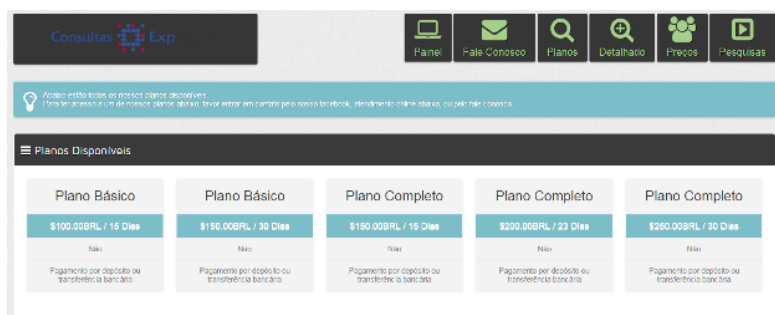 Consultas Exp
Painel
Fale Conosco
Planos
Detalhado
Preços
Pesquisas
Abaixo estão todos os nossos planos disponíveis.
Para ter acesso a um de nossos planos abaixo, favor entrar em contato pelo nosso facebook, atendimento online abaixo, ou pelo fale conosco.
Planos Disponíveis
Plano Básico
$100.00BRL / 15 Dias
Não
Pagamento por depósito ou
transferência bancária
Plano Básico
$150.00BRL / 30 Dias
Não
Pagamento por depósito ou
transferência bancária
Plano Completo
$150.00BRL / 15 Dias
Não
Pagamento por depósito ou
transferência bancária
Plano Completo
$200.00BRL / 23 Dias
Não
Pagamento por depósito ou
transferência bancária
Plano Completo
$250.00BRL / 30 Dias
Não
Pagamento por depósito ou
transferência bancária